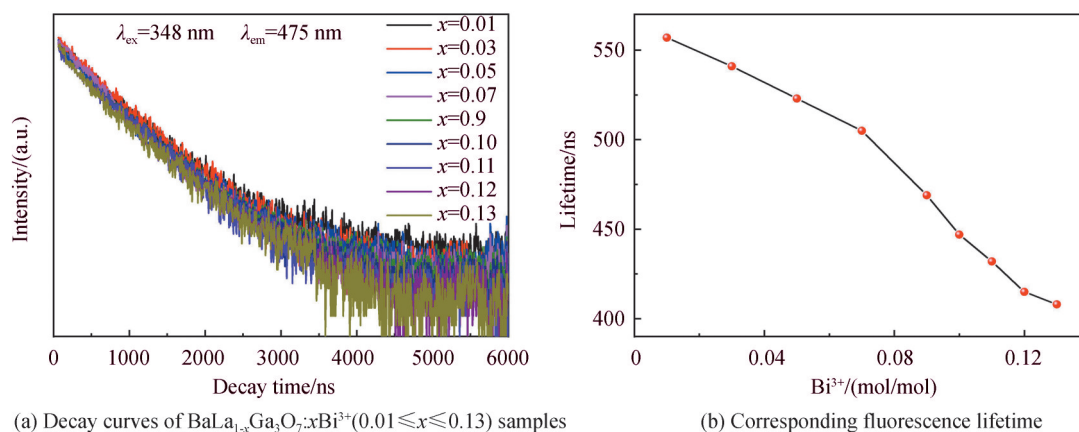 λex=348 nm λem=475 nm
x=0.01
x=0.03
x=0.05
x=0.07
x=0.9
x=0.10
x=0.11
x=0.12
x=0.13
Intensity/(a.u.)
0 1000 2000 3000 4000 5000 6000
Decay time/ns
(a) Decay curves of BaLa1-xGa3O7:xBi3+(0.01≤x≤0.13) samples
550
500
450
400
Lifetime/ns
0 0.04 0.08 0.12
Bi3+/(mol/mol)
(b) Corresponding fluorescence lifetime